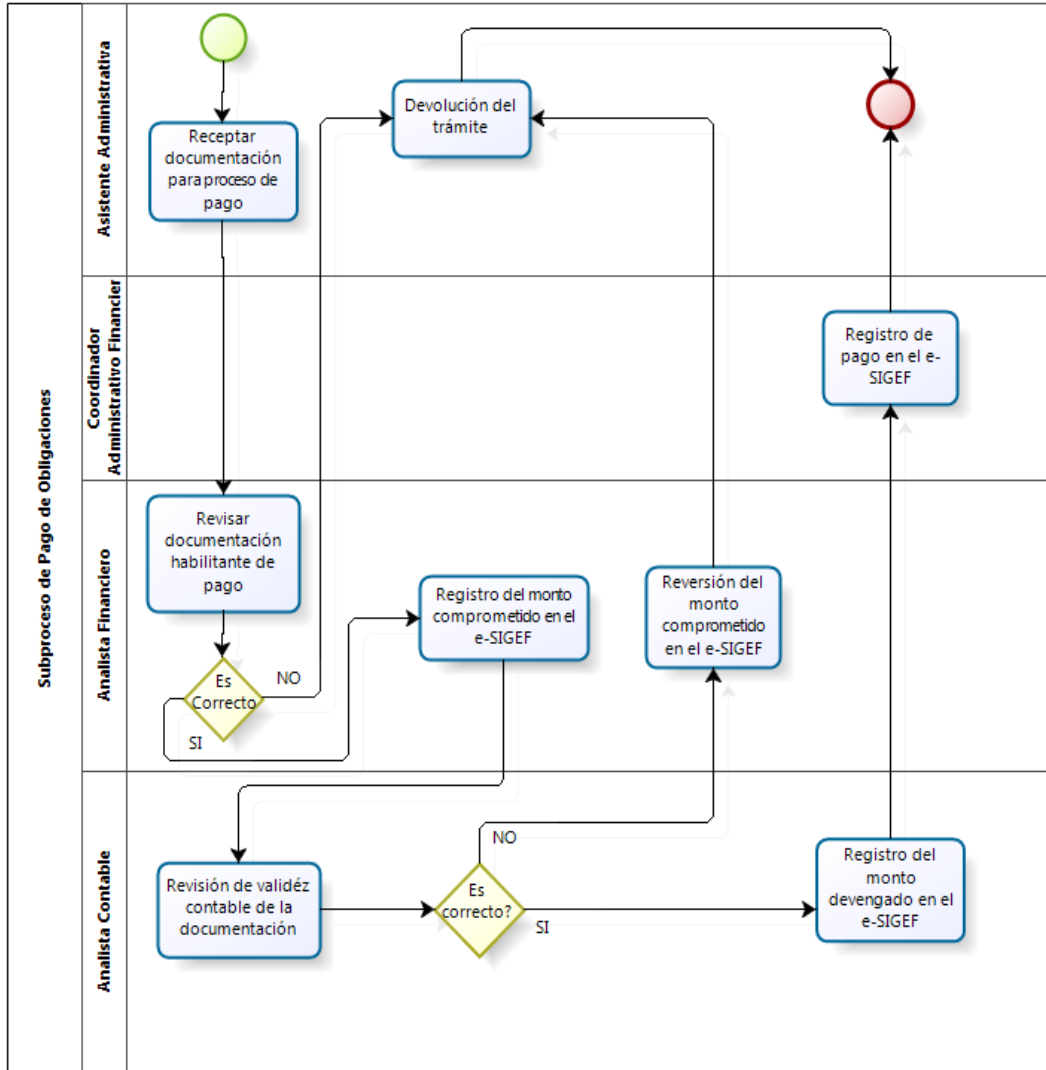 Subproceso de Pago de Obligaciones
Asistente Administrativa
Receptar
documentación
para proceso de
pago
Devolución del
trámite
Coordinador
Administrativo Financier
Registro de
pago en el e-
SIGEF
Analista Financiero
Revisar
documentación
habilitante de
pago
Es
Correcto
NO
SI
Registro del monto
comprometido en el
e-SIGEF
Reversión del
monto
comprometido
en el e-SIGEF
Analista Contable
Revisión de validéz
contable de la
documentación
Es
correcto?
NO
SI
Registro del
monto
devengado en el
e-SIGEF